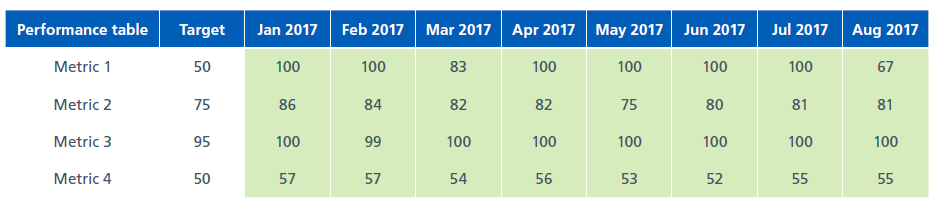 Performance table Target Jan 2017 Feb 2017 Mar 2017 Apr 2017 May 2017 Jun 2017 Jul 2017 Aug 2017
Metric 1 50 100 100 83 100 100 100 100 67
Metric 2 75 86 84 82 82 75 80 81 81
Metric 3 95 100 99 100 100 100 100 100 100
Metric 4 50 57 57 54 56 53 52 55 55